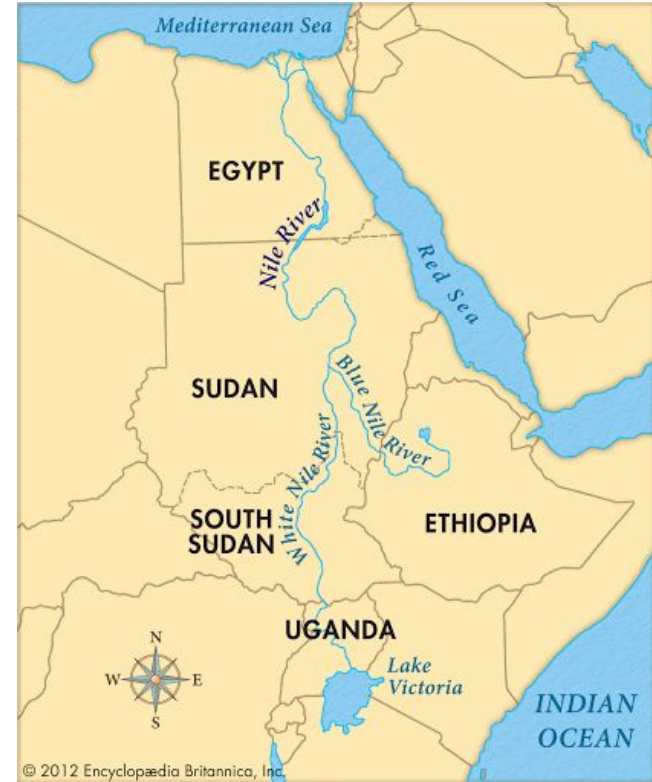 Mediterranean Sea
EGYPT
Nile River
Red Sea
SUDAN
Blue Nile River
White Nile River
SOUTH
SUDAN
ETHIOPIA
UGANDA
Lake
Victoria
N
W
E
S
INDIAN
OCEAN
© 2012 Encyclopædia Britannica, Inc.